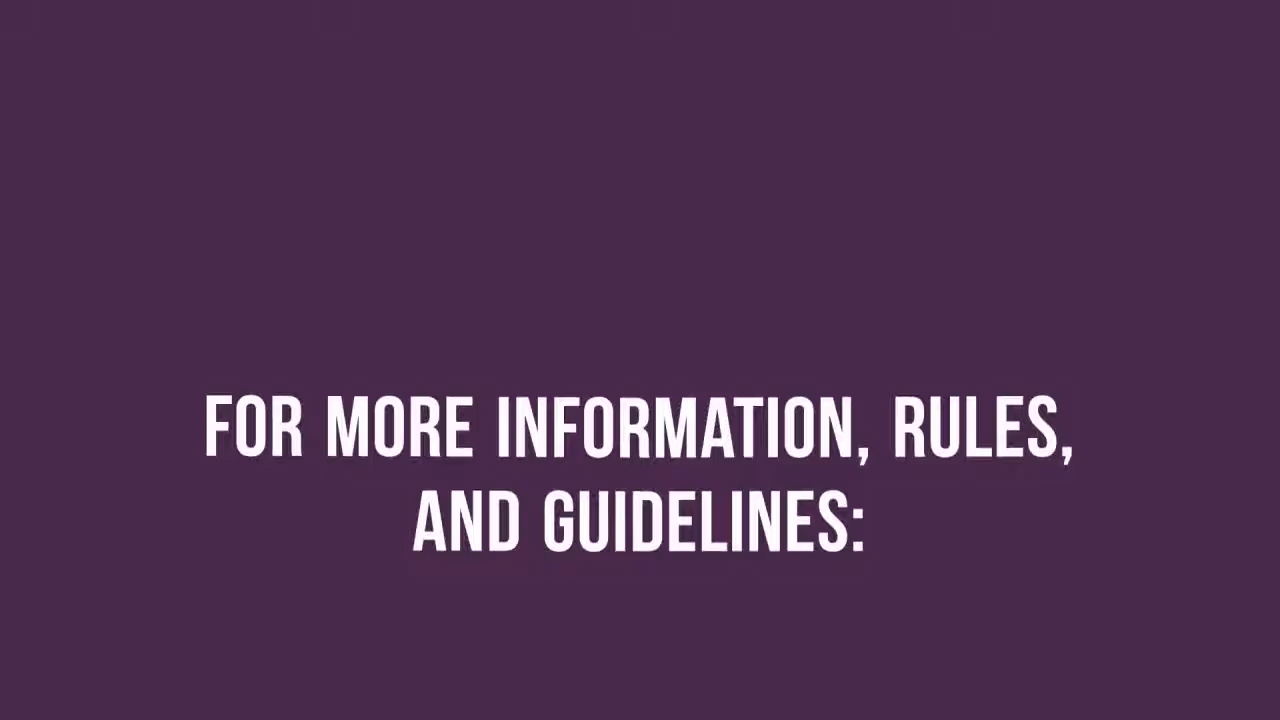 FOR MORE INFORMATION, RULES,
AND GUIDELINES: